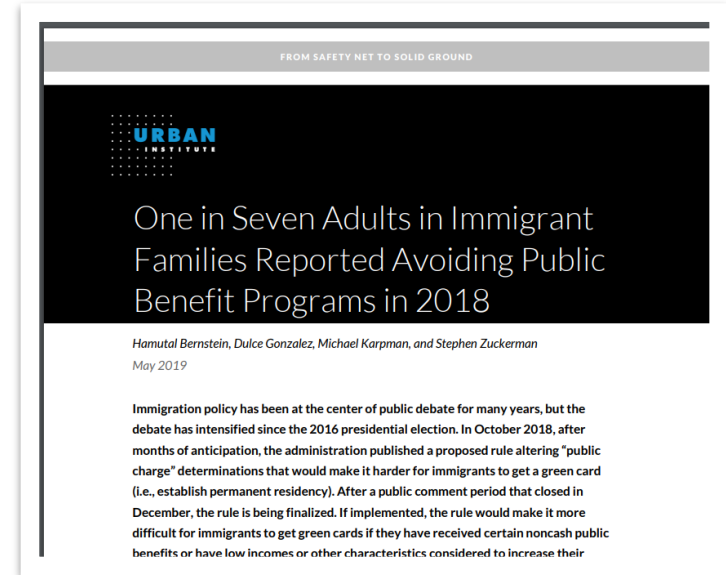 FROM SAFETY NET TO SOLID GROUND
URBAN
INSTITUTE
One in Seven Adults in Immigrant
Families Reported Avoiding Public
Benefit Programs in 2018
Hamutal Bernstein, Dulce Gonzalez, Michael Karpman, and Stephen Zuckerman
May 2019
Immigration policy has been at the center of public debate for many years, but the
debate has intensified since the 2016 presidential election. In October 2018, after
months of anticipation, the administration published a proposed rule altering “public
charge” determinations that would make it harder for immigrants to get a green card
(i.e., establish permanent residency). After a public comment period that closed in
December, the rule is being finalized. If implemented, the rule would make it more
difficult for immigrants to get green cards if they have received certain noncash public
benefits or have low incomes or other characteristics considered to increase their